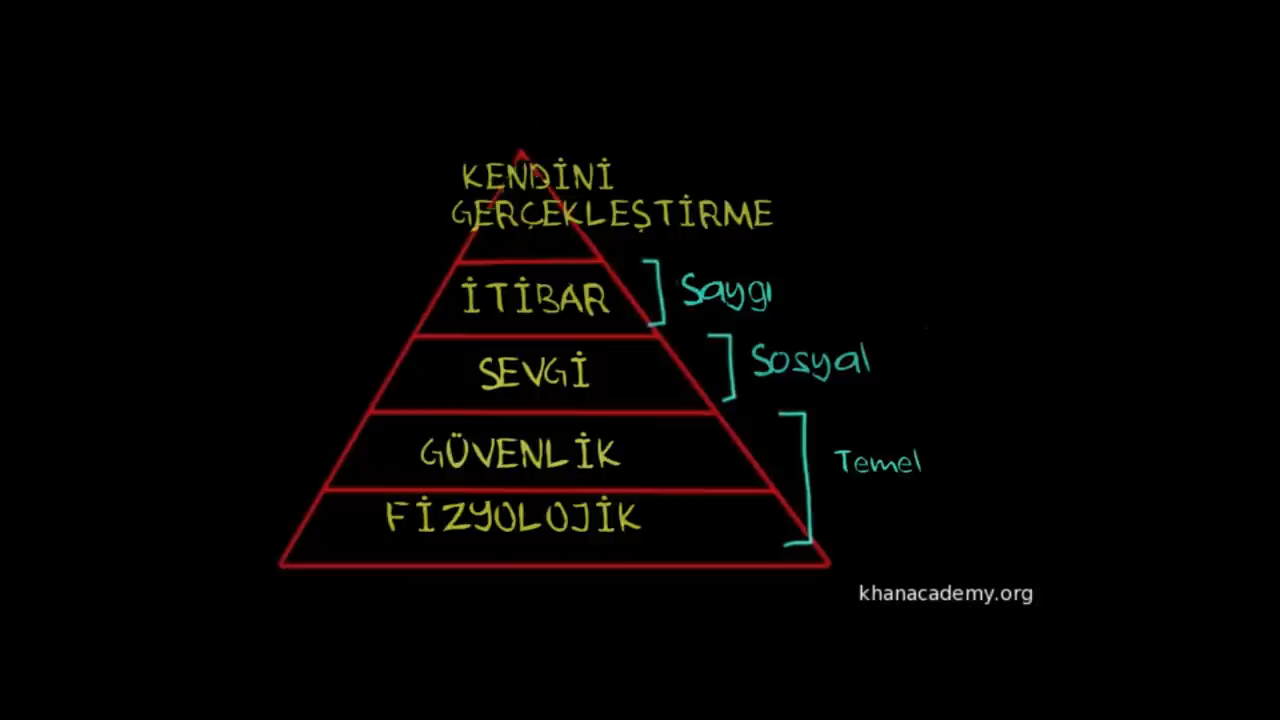 KENDİNİ
GERÇEKLEŞTİRME
İTİBAR
Saygı
SEVGİ
Sosyal
GÜVENLİK
Temel
FİZYOLOJİK
khanacademy.org